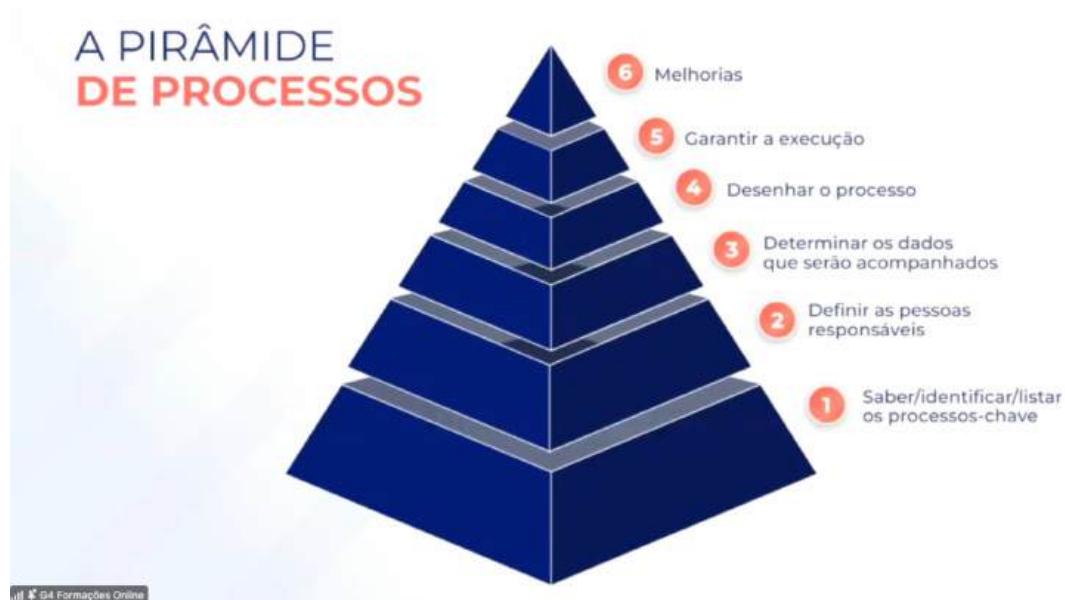 A PIRÂMIDE
DE PROCESSOS
6 Melhorias
5 Garantir a execução
4 Desenhar o processo
3 Determinar os dados
que serão acompanhados
2 Definir as pessoas
responsáveis
1 Saber/identificar/listar
os processos-chave
G4 Formações Online